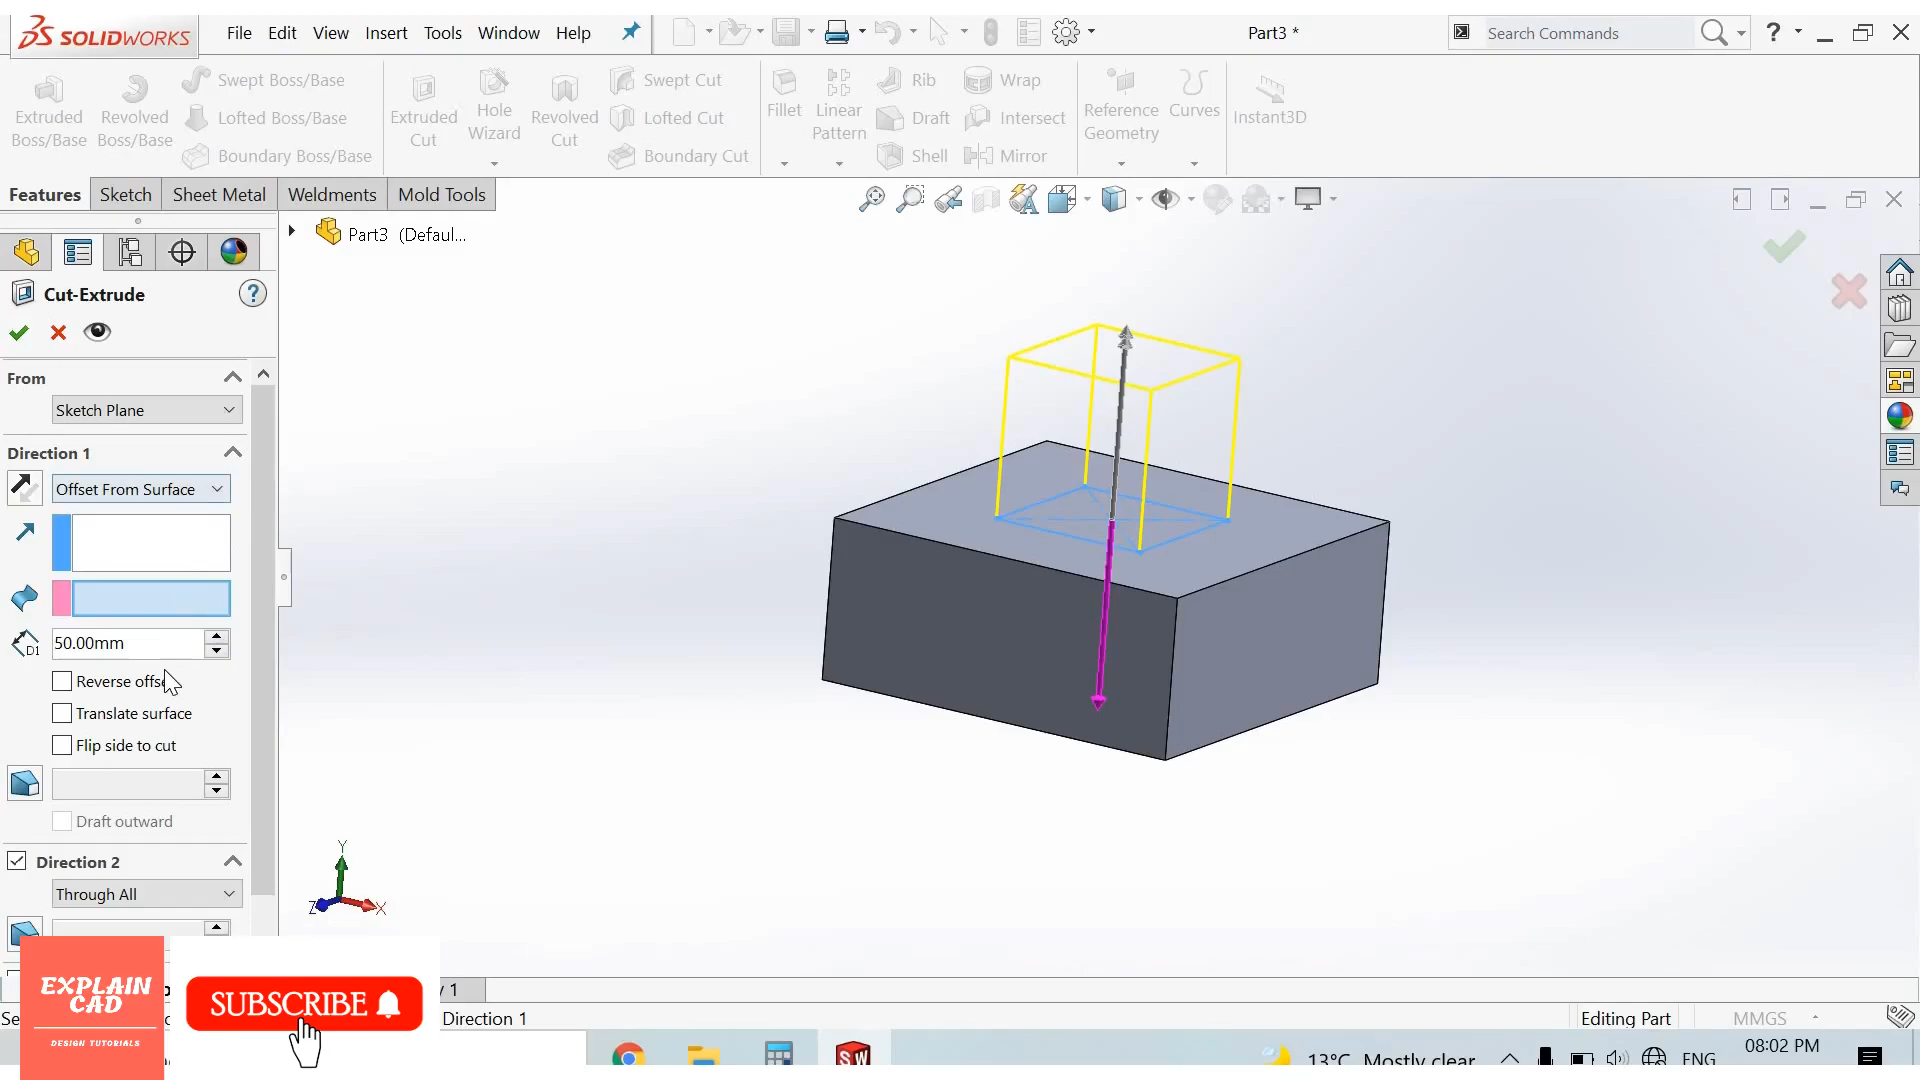 SOLIDWORKS
File Edit View Insert Tools Window Help
Part3 *
Search Commands
?
Extruded Boss/Base
Revolved Boss/Base
Swept Boss/Base
Lofted Boss/Base
Boundary Boss/Base
Extruded Cut
Hole Wizard
Revolved Cut
Swept Cut
Lofted Cut
Boundary Cut
Fillet
Linear Pattern
Rib
Draft
Shell
Wrap
Intersect
Mirror
Reference Geometry
Curves
Instant3D
Features Sketch Sheet Metal Weldments Mold Tools
Part3 (Defaul...
Cut-Extrude
?
From
Sketch Plane
Direction 1
Offset From Surface
D1
50.00mm
Reverse offse
Translate surface
Flip side to cut
Draft outward
Direction 2
Through All
Y
Z
X
EXPLAIN
CAD
DESIGN TUTORIALS
SUBSCRIBE
1
Se
Direction 1
Editing Part
MMGS
SW
13°C Mostly clear
ENG
08:02 PM